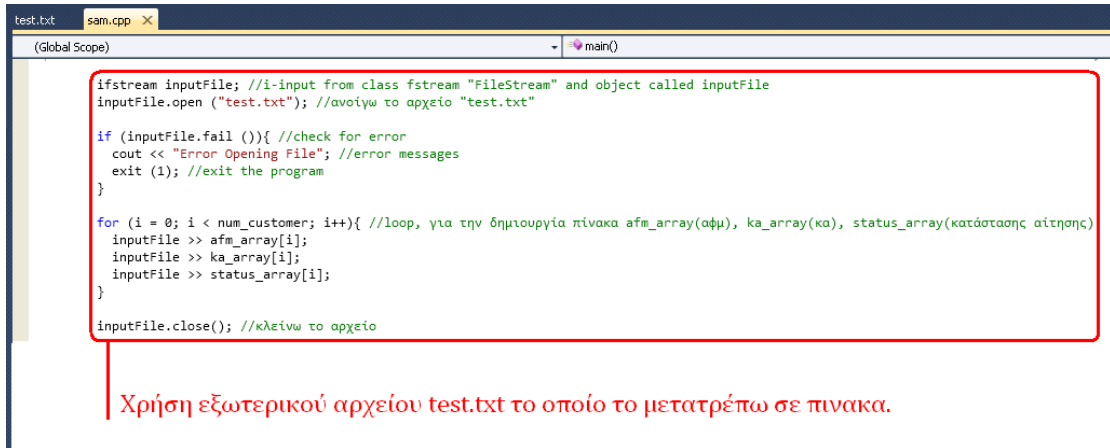 test.txt sam.cpp
(Global Scope) main()
ifstream inputFile; //i-input from class fstream "FileStream" and object called inputFile
inputFile.open ("test.txt"); //ανοίγω το αρχείο "test.txt"
if (inputFile.fail ()){ //check for error
cout << "Error Opening File"; //error messages
exit (1); //exit the program
}
for (i = 0; i < num_customer; i++){ //loop, για την δημιουργία πίνακα afm_array(αφμ), ka_array(κα), status_array(κατάστασης αίτησης)
inputFile >> afm_array[i];
inputFile >> ka_array[i];
inputFile >> status_array[i];
}
inputFile.close(); //κλείνω το αρχείο
Χρήση εξωτερικού αρχείου test.txt το οποίο το μετατρέπω σε πινακα.